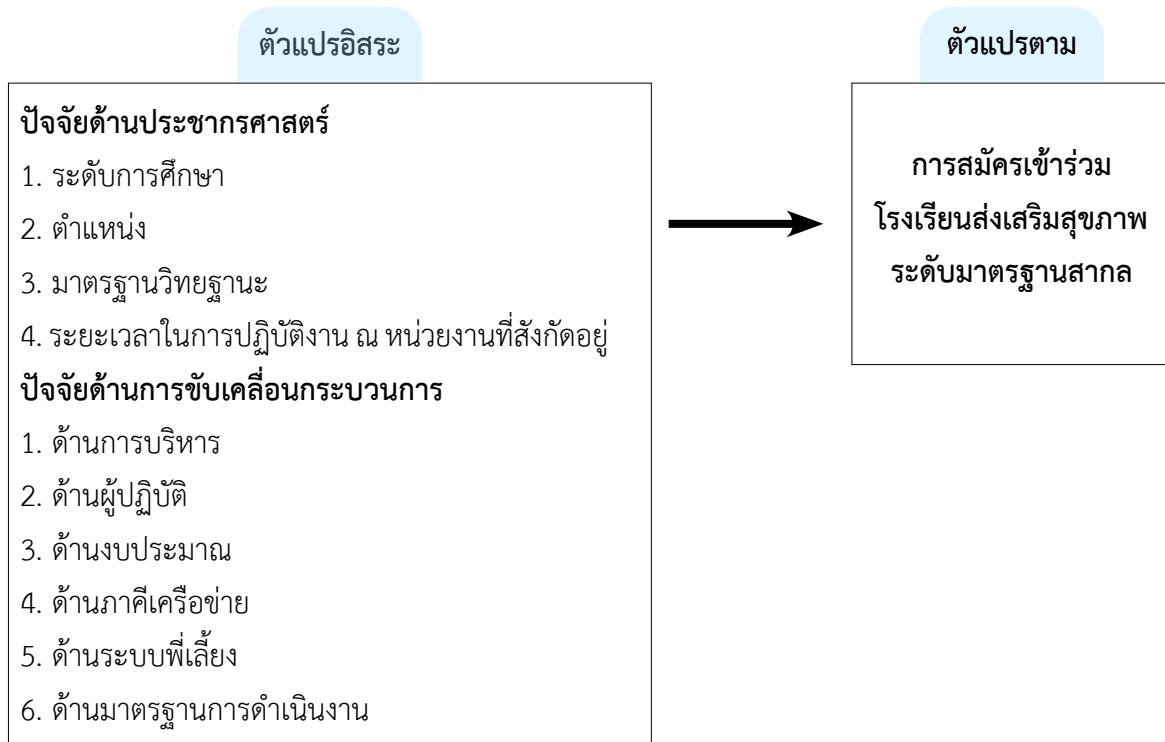 ตัวแปรอิสระ
ปัจจัยด้านประชากรศาสตร์
1. ระดับการศึกษา
2. ตำแหน่ง
3. มาตรฐานวิทยฐานะ
4. ระยะเวลาในการปฏิบัติงาน ณ หน่วยงานที่สังกัดอยู่
ปัจจัยด้านการขับเคลื่อนกระบวนการ
1. ด้านการบริหาร
2. ด้านผู้ปฏิบัติ
3. ด้านงบประมาณ
4. ด้านภาคีเครือข่าย
5. ด้านระบบพี่เลี้ยง
6. ด้านมาตรฐานการดำเนินงาน
ตัวแปรตาม
การสมัครเข้าร่วม
โรงเรียนส่งเสริมสุขภาพ
ระดับมาตรฐานสากล